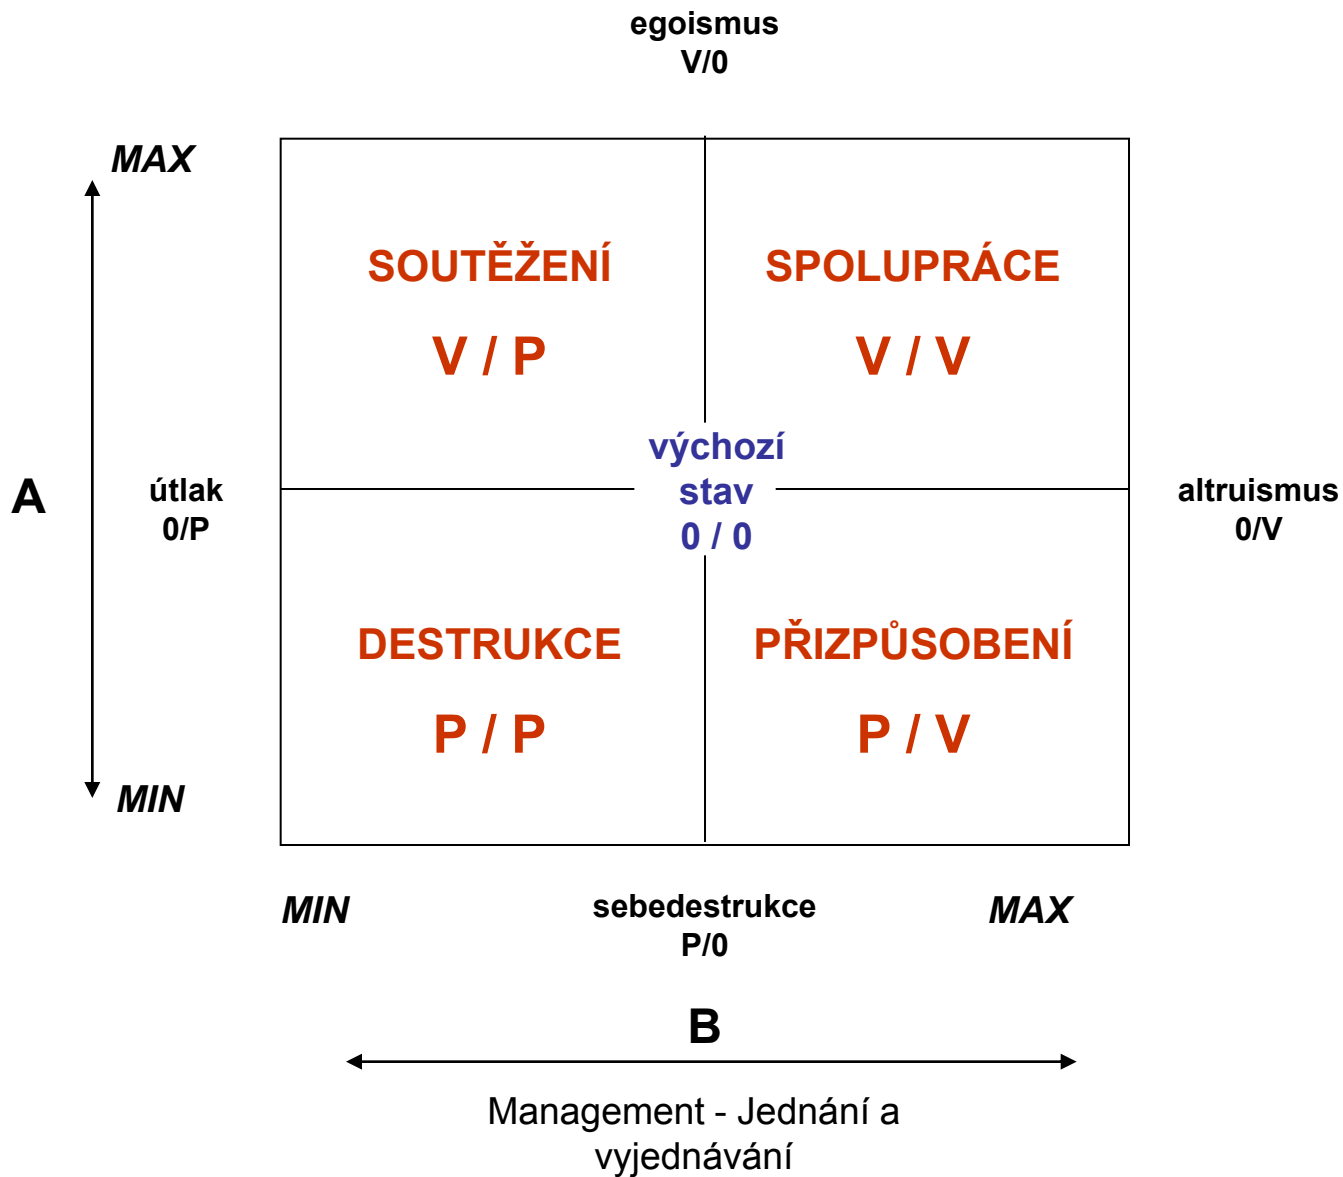 egoismus
V/0
MAX
SOUTĚŽENÍ
SPOLUPRÁCE
V / P
V / V
výchozí
stav
0 / 0
A
útlak
0/P
altruismus
0/V
DESTRUKCE
PŘIZPŮSOBENÍ
P / P
P / V
MIN
MIN
sebedestrukce
P/0
MAX
B
Management - Jednání a
vyjednávání